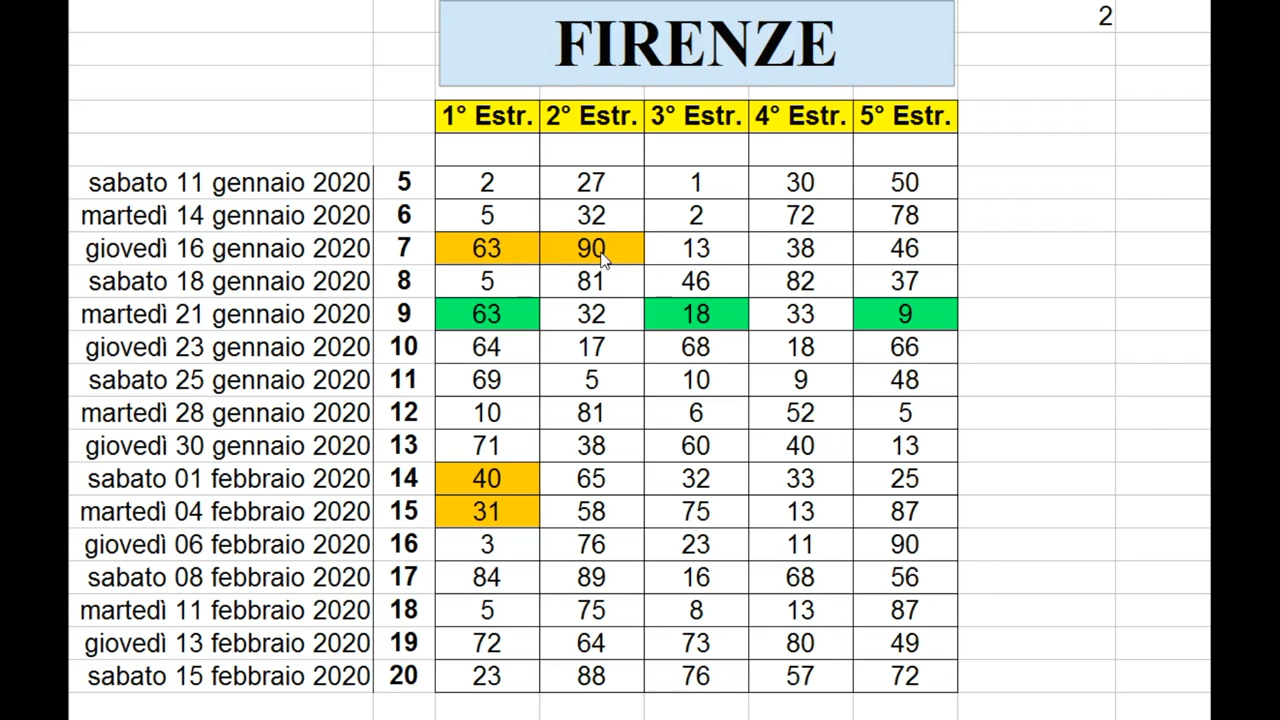 2
FIRENZE
1° Estr. 2° Estr. 3° Estr. 4° Estr. 5° Estr.
sabato 11 gennaio 2020 5 2 27 1 30 50
martedì 14 gennaio 2020 6 5 32 2 72 78
giovedì 16 gennaio 2020 7 63 90 13 38 46
sabato 18 gennaio 2020 8 5 81 46 82 37
martedì 21 gennaio 2020 9 63 32 18 33 9
giovedì 23 gennaio 2020 10 64 17 68 18 66
sabato 25 gennaio 2020 11 69 5 10 9 48
martedì 28 gennaio 2020 12 10 81 6 52 5
giovedì 30 gennaio 2020 13 71 38 60 40 13
sabato 01 febbraio 2020 14 40 65 32 33 25
martedì 04 febbraio 2020 15 31 58 75 13 87
giovedì 06 febbraio 2020 16 3 76 23 11 90
sabato 08 febbraio 2020 17 84 89 16 68 56
martedì 11 febbraio 2020 18 5 75 8 13 87
giovedì 13 febbraio 2020 19 72 64 73 80 49
sabato 15 febbraio 2020 20 23 88 76 57 72